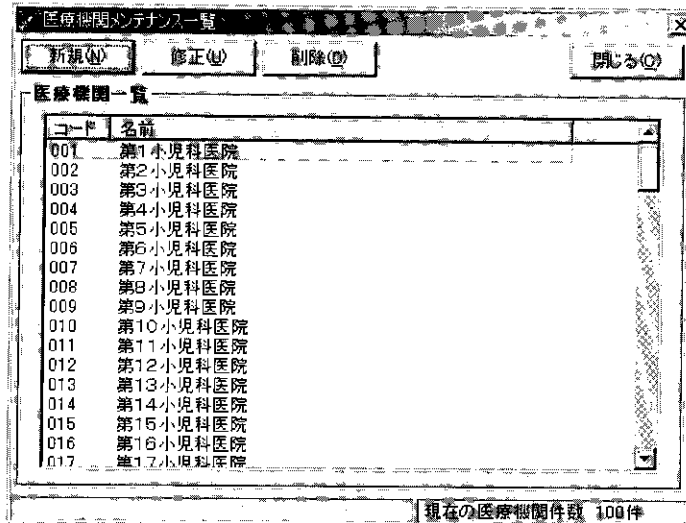 医療機関メンテナンス一覧
新規(N) 修正(U) 削除(D) 閉じる(C)
医療機関一覧
コード 名前
001 第1小児科医院
002 第2小児科医院
003 第3小児科医院
004 第4小児科医院
005 第5小児科医院
006 第6小児科医院
007 第7小児科医院
008 第8小児科医院
009 第9小児科医院
010 第10小児科医院
011 第11小児科医院
012 第12小児科医院
013 第13小児科医院
014 第14小児科医院
015 第15小児科医院
016 第16小児科医院
017 第17小児科医院
現在の医療機関件数 100件